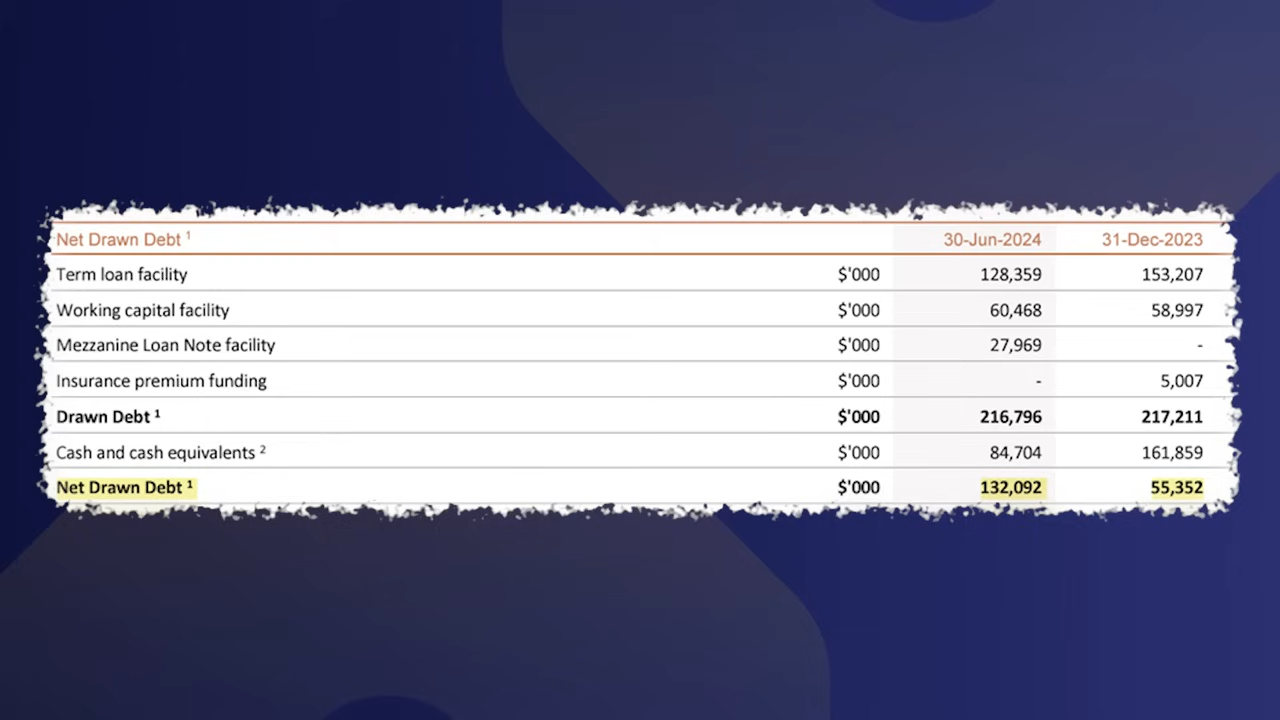 Net Drawn Debt ¹ 30-Jun-2024 31-Dec-2023
Term loan facility $'000 128,359 153,207
Working capital facility $'000 60,468 58,997
Mezzanine Loan Note facility $'000 27,969 -
Insurance premium funding $'000 - 5,007
Drawn Debt ¹ $'000 216,796 217,211
Cash and cash equivalents ² $'000 84,704 161,859
Net Drawn Debt ¹ $'000 132,092 55,352